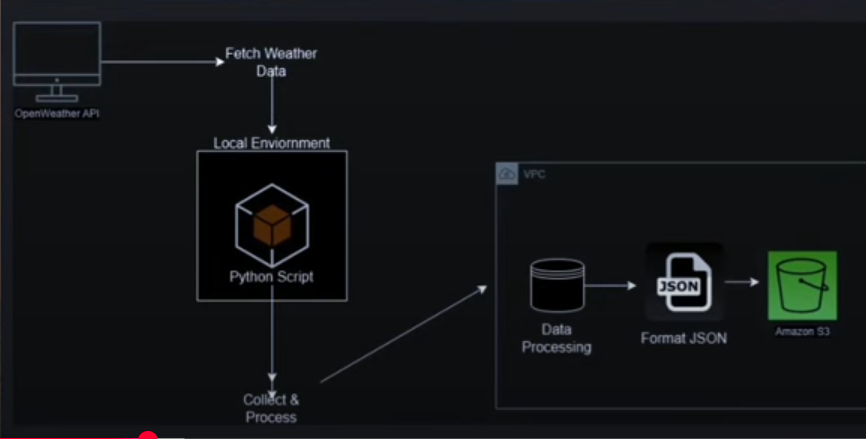 OpenWeather API
Fetch Weather
Data
Local Enviornment
Python Script
Collect &
Process
VPC
Data
Processing
JSON
Format JSON
Amazon S3